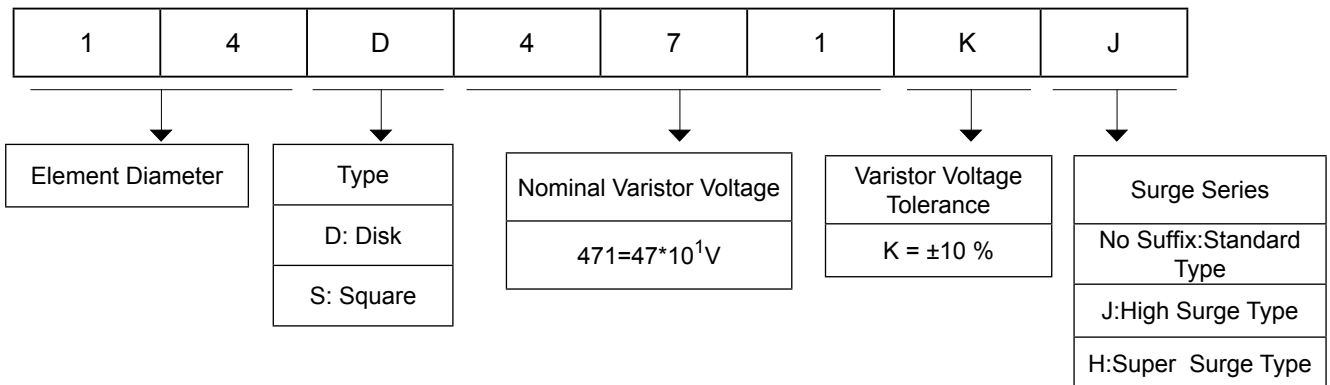 1 4 D 4 7 1 K J
Element Diameter
Type
D: Disk
S: Square
Nominal Varistor Voltage
471=47*10¹V
Varistor Voltage
Tolerance
K = ±10 %
Surge Series
No Suffix:Standard
Type
J:High Surge Type
H:Super Surge Type